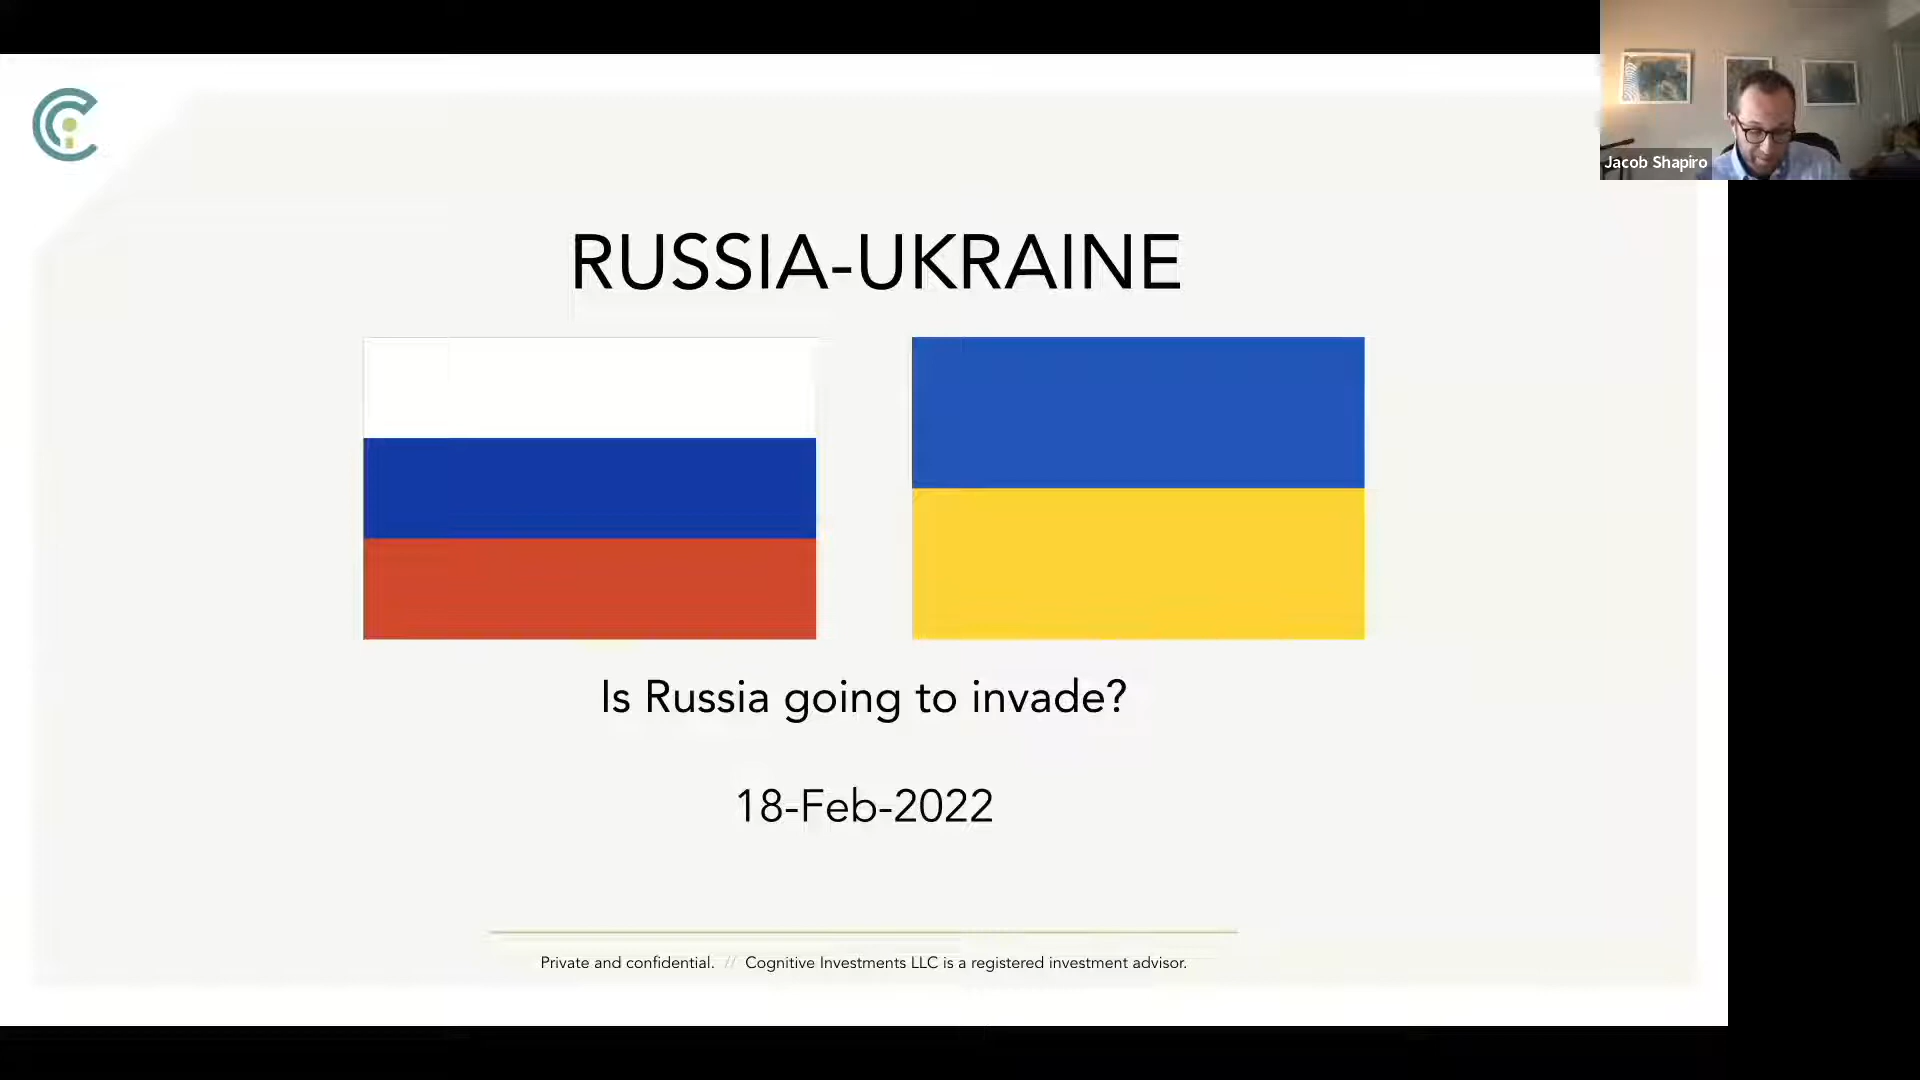 Jacob Shapiro
RUSSIA-UKRAINE
Is Russia going to invade?
18-Feb-2022
Private and confidential. // Cognitive Investments LLC is a registered investment advisor.